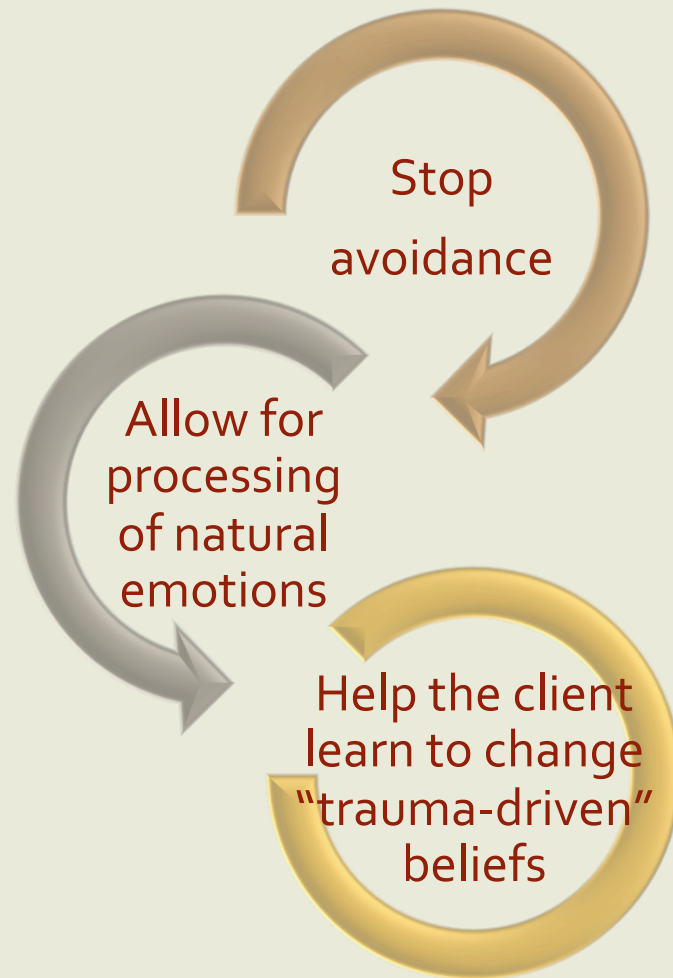 Stop
avoidance
Allow for
processing
of natural
emotions
Help the client
learn to change
“trauma-driven”
beliefs